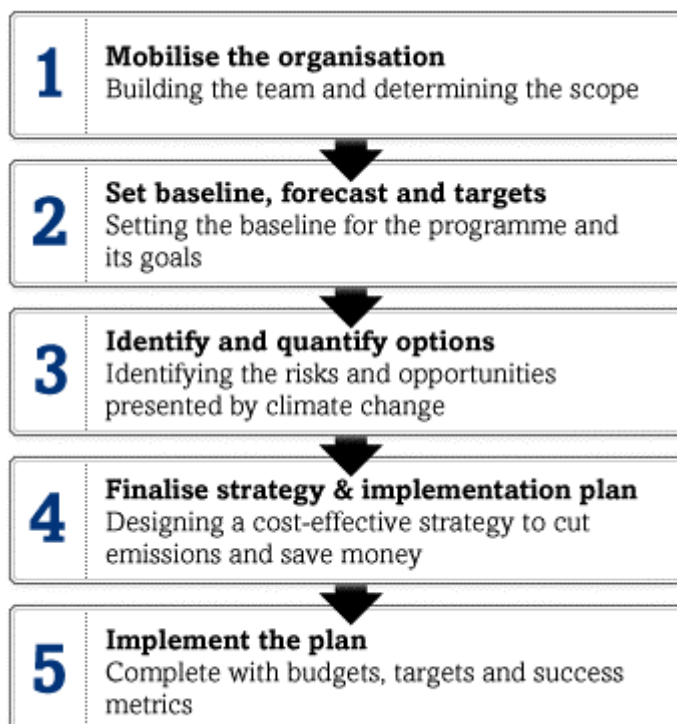 1
Mobilise the organisation
Building the team and determining the scope
2
Set baseline, forecast and targets
Setting the baseline for the programme and
its goals
3
Identify and quantify options
Identifying the risks and opportunities
presented by climate change
4
Finalise strategy & implementation plan
Designing a cost-effective strategy to cut
emissions and save money
5
Implement the plan
Complete with budgets, targets and success
metrics